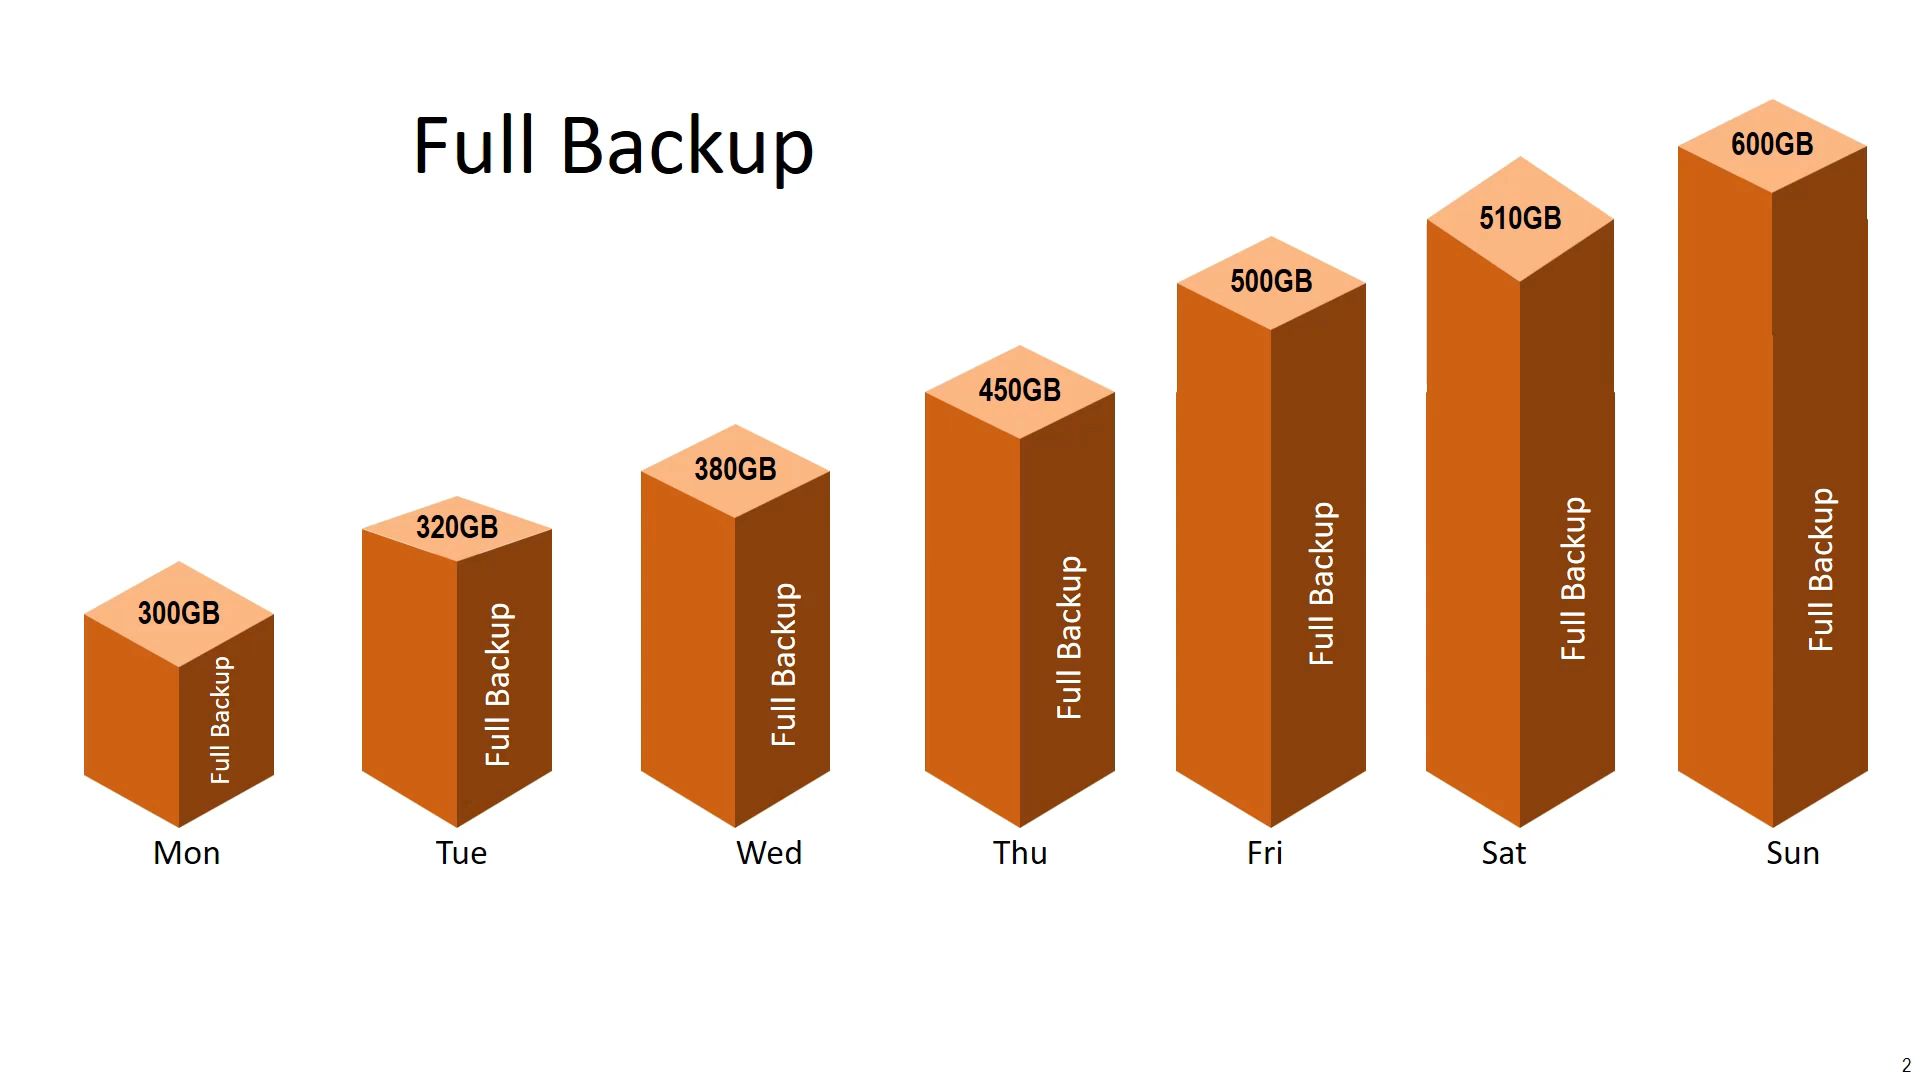 Full Backup
300GB
320GB
380GB
450GB
500GB
510GB
600GB
Full Backup
Full Backup
Full Backup
Full Backup
Full Backup
Full Backup
Full Backup
Mon
Tue
Wed
Thu
Fri
Sat
Sun
2